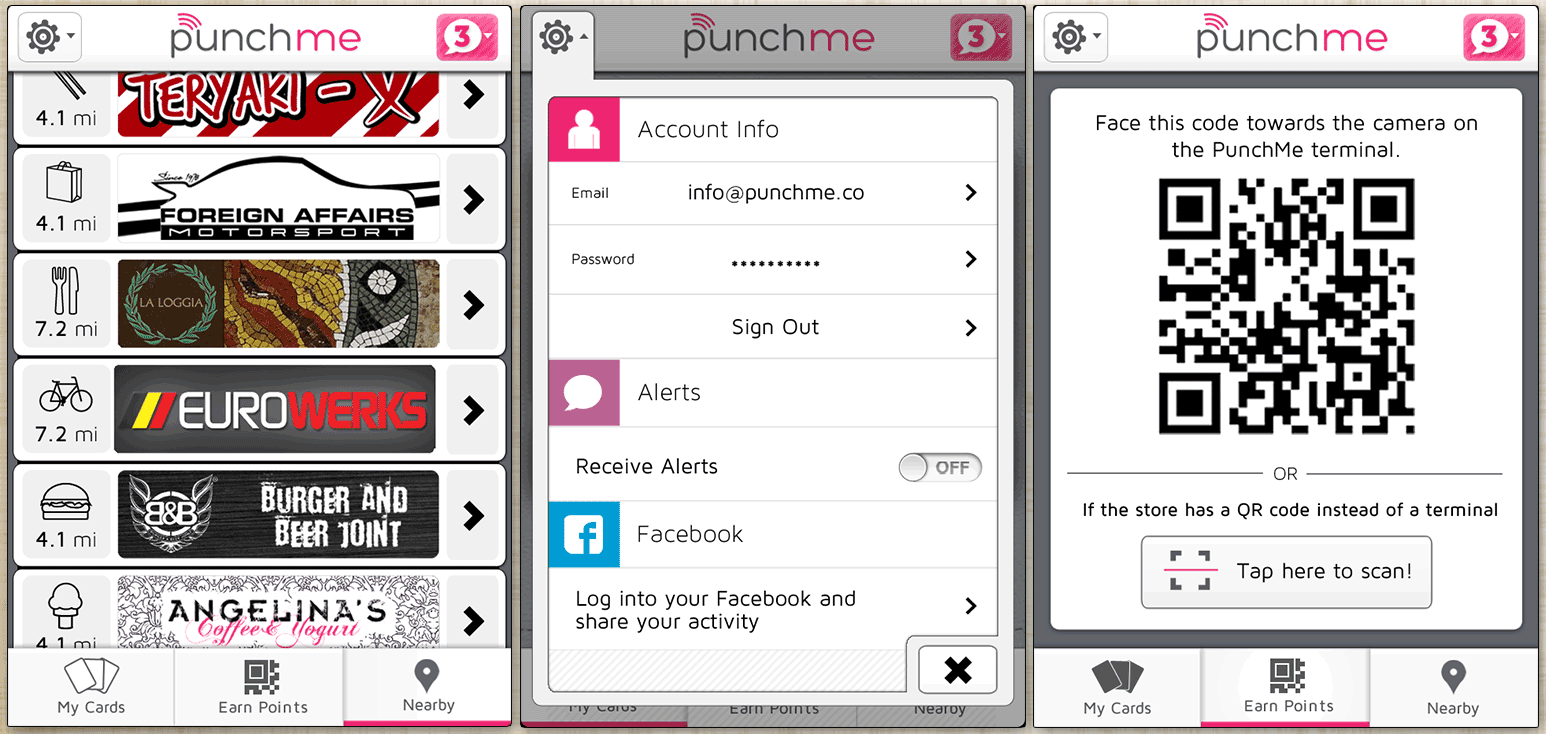 punchme
3
TERYAKI - X
4.1 mi
Since 1978
FOREIGN AFFAIRS
MOTORSPORT
4.1 mi
LA LOGGIA
7.2 mi
EUROWERKS
7.2 mi
B&B
BURGER AND
BEER JOINT
4.1 mi
ANGELINA'S
Coffee & Yogurt
4.1 mi
My Cards
Earn Points
Nearby
punchme
3
Account Info
Email
info@punchme.co
Password
**********
Sign Out
Alerts
Receive Alerts
OFF
Facebook
Log into your Facebook and
share your activity
My Cards
Earn Points
Nearby
punchme
3
Face this code towards the camera on
the PunchMe terminal.
OR
If the store has a QR code instead of a terminal
Tap here to scan!
My Cards
Earn Points
Nearby